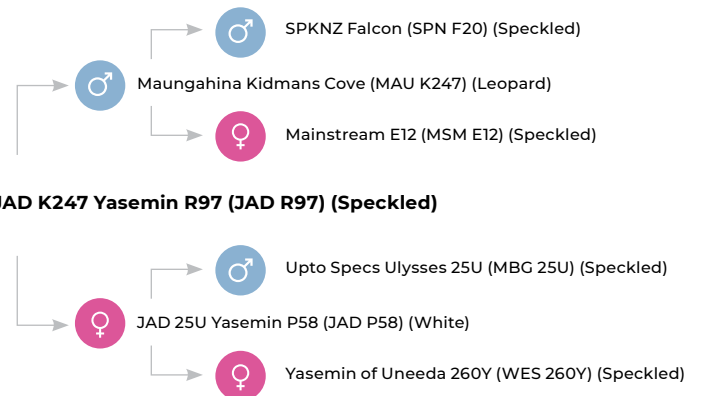 SPKNZ Falcon (SPN F20) (Speckled)
Maungahina Kidmans Cove (MAU K247) (Leopard)
Mainstream E12 (MSM E12) (Speckled)
JAD K247 Yasemin R97 (JAD R97) (Speckled)
Upto Specs Ulysses 25U (MBG 25U) (Speckled)
JAD 25U Yasemin P58 (JAD P58) (White)
Yasemin of Uneeda 260Y (WES 260Y) (Speckled)